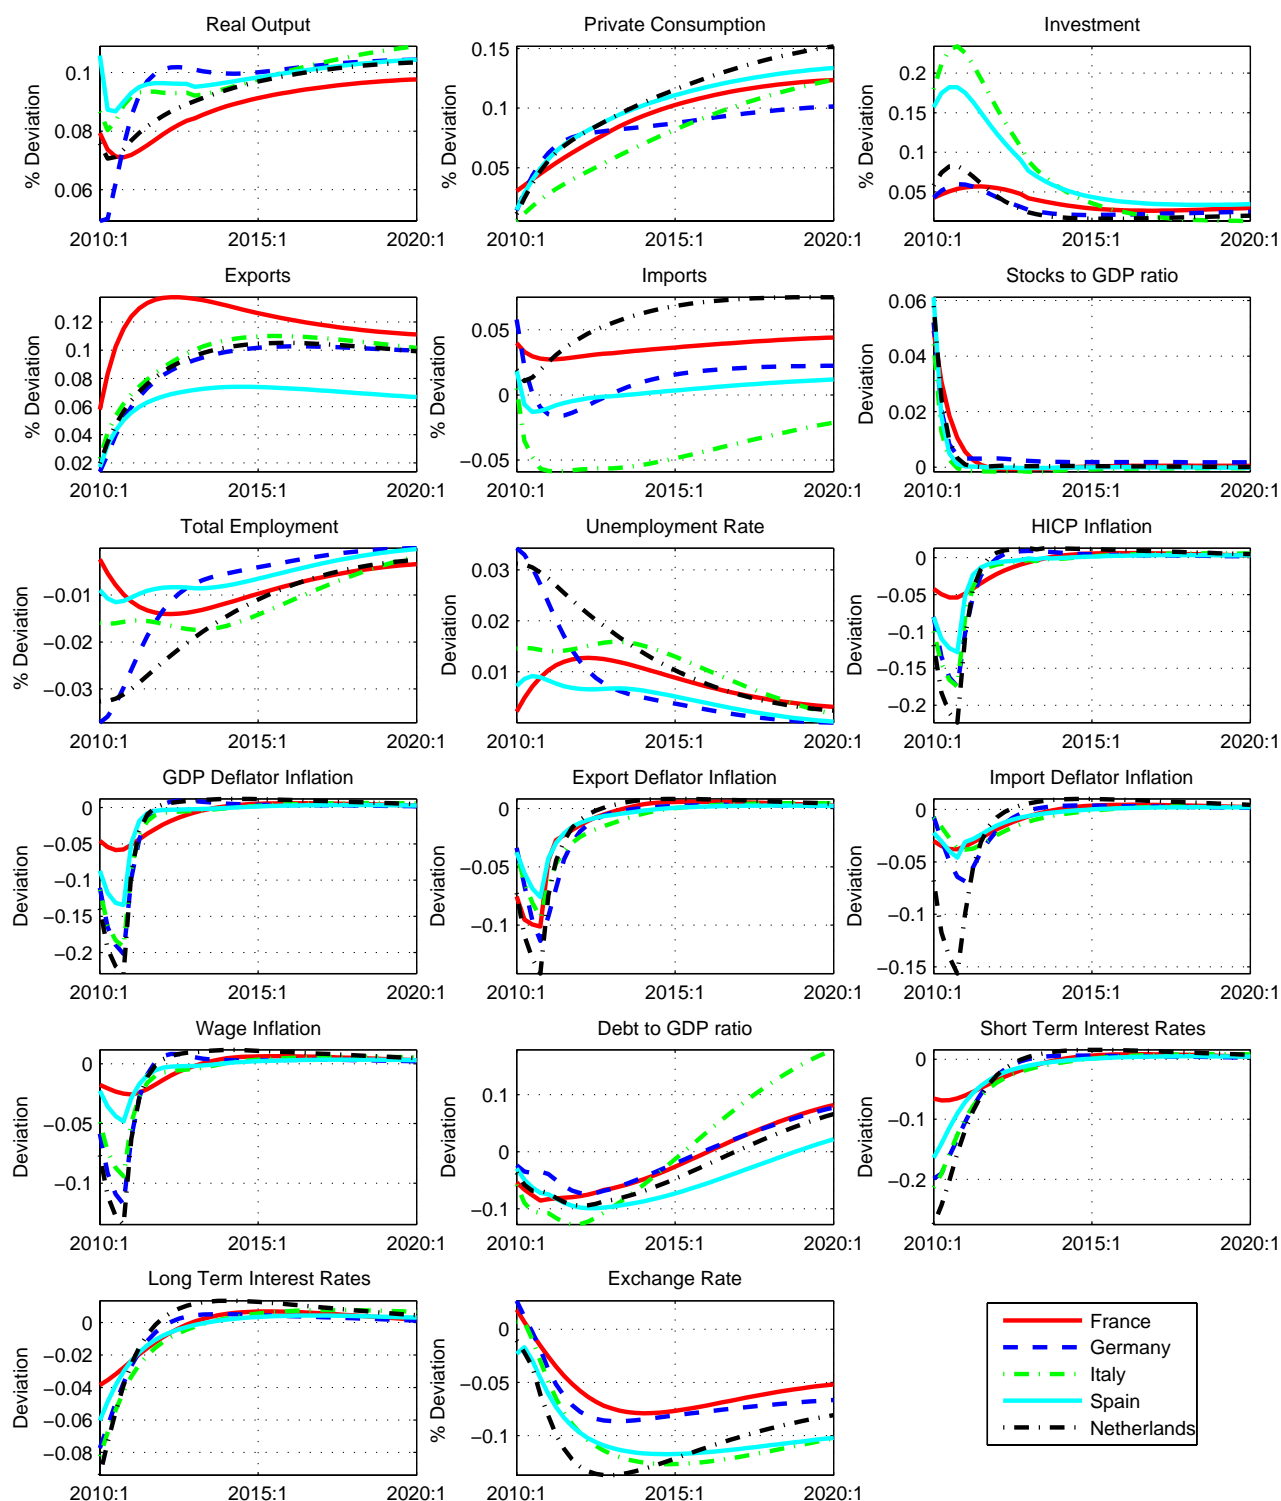 Real Output
Private Consumption
Investment
% Deviation
0.1
0.08
0.06
2010:1 2015:1 2020:1
% Deviation
0.15
0.1
0.05
2010:1 2015:1 2020:1
% Deviation
0.2
0.15
0.1
0.05
2010:1 2015:1 2020:1
Exports
Imports
Stocks to GDP ratio
% Deviation
0.12
0.1
0.08
0.06
0.04
0.02
2010:1 2015:1 2020:1
% Deviation
0.05
0
−0.05
2010:1 2015:1 2020:1
Deviation
0.06
0.04
0.02
0
2010:1 2015:1 2020:1
Total Employment
Unemployment Rate
HICP Inflation
% Deviation
−0.01
−0.02
−0.03
2010:1 2015:1 2020:1
Deviation
0.03
0.02
0.01
2010:1 2015:1 2020:1
Deviation
0
−0.05
−0.1
−0.15
−0.2
2010:1 2015:1 2020:1
GDP Deflator Inflation
Export Deflator Inflation
Import Deflator Inflation
Deviation
0
−0.05
−0.1
−0.15
−0.2
2010:1 2015:1 2020:1
Deviation
0
−0.05
−0.1
2010:1 2015:1 2020:1
Deviation
0
−0.05
−0.1
−0.15
2010:1 2015:1 2020:1
Wage Inflation
Debt to GDP ratio
Short Term Interest Rates
Deviation
0
−0.05
−0.1
2010:1 2015:1 2020:1
Deviation
0.1
0
−0.1
2010:1 2015:1 2020:1
Deviation
0
−0.1
−0.2
2010:1 2015:1 2020:1
Long Term Interest Rates
Exchange Rate
Deviation
0
−0.02
−0.04
−0.06
−0.08
2010:1 2015:1 2020:1
% Deviation
0
−0.05
−0.1
2010:1 2015:1 2020:1
France
Germany
Italy
Spain
Netherlands